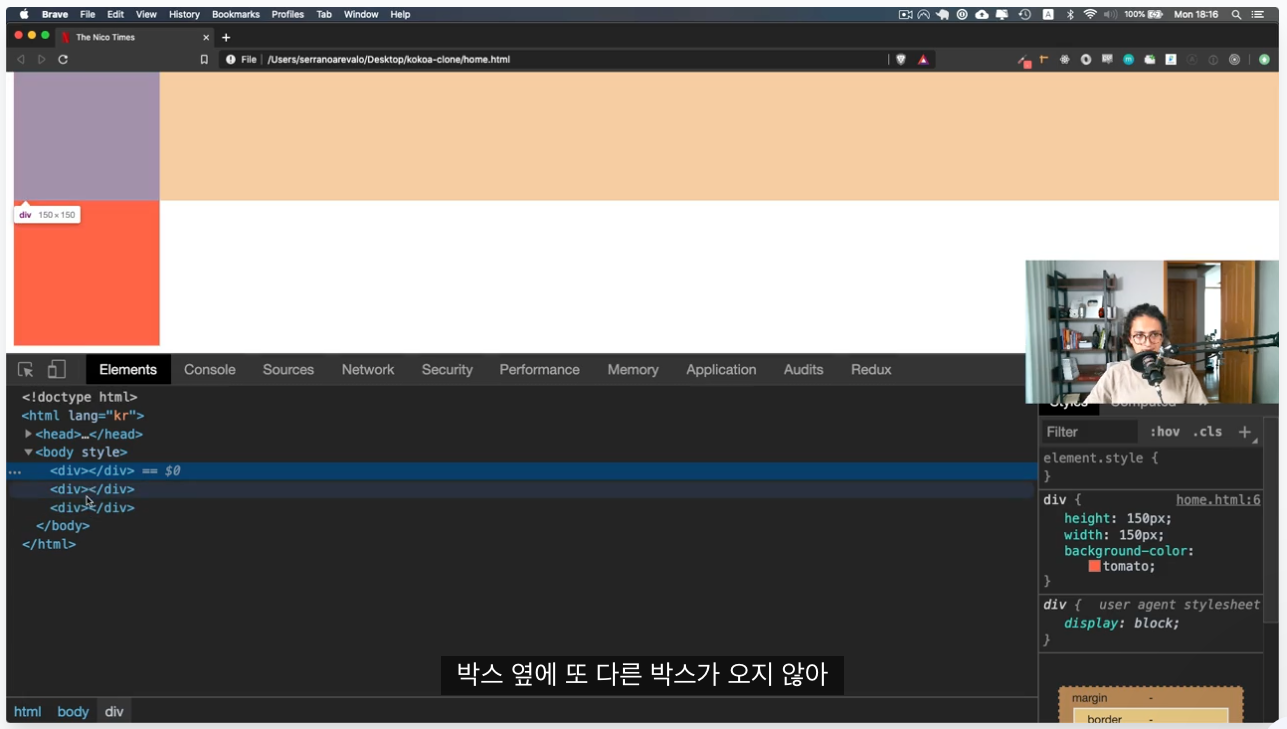 Brave File Edit View History Bookmarks Profiles Tab Window Help 100% Mon 18:16
The Nico Times
File /Users/serranoarevalo/Desktop/kokoa-clone/home.html
div 150 × 150
Elements Console Sources Network Security Performance Memory Application Audits Redux
<!doctype html>
<html lang="kr">
<head>…</head>
<body style>
<div></div> == $0
<div></div>
<div></div>
</body>
</html>
Styles Computed
Filter :hov .cls +
element.style {
}
div { home.html:6
height: 150px;
width: 150px;
background-color:
tomato;
}
div { user agent stylesheet
display: block;
}
margin -
border -
박스 옆에 또 다른 박스가 오지 않아
html body div